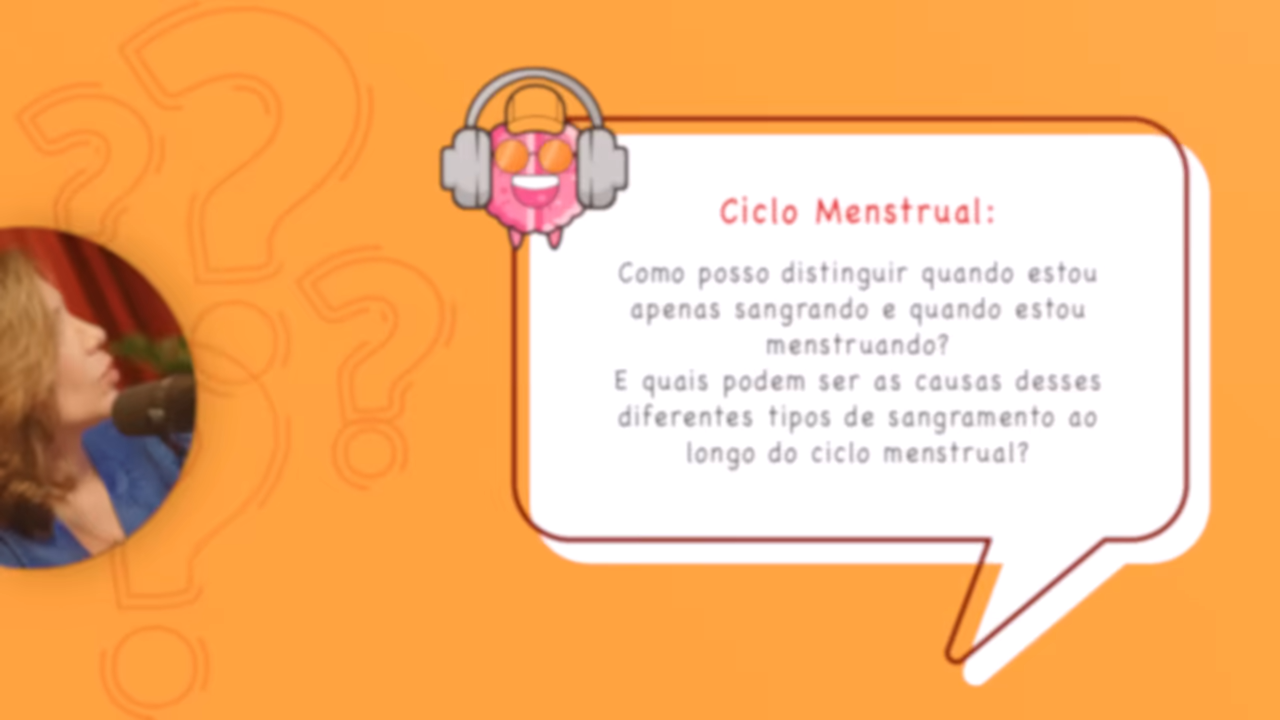 Ciclo Menstrual:
Como posso distinguir quando estou
apenas sangrando e quando estou
menstruando?
E quais podem ser as causas desses
diferentes tipos de sangramento ao
longo do ciclo menstrual?